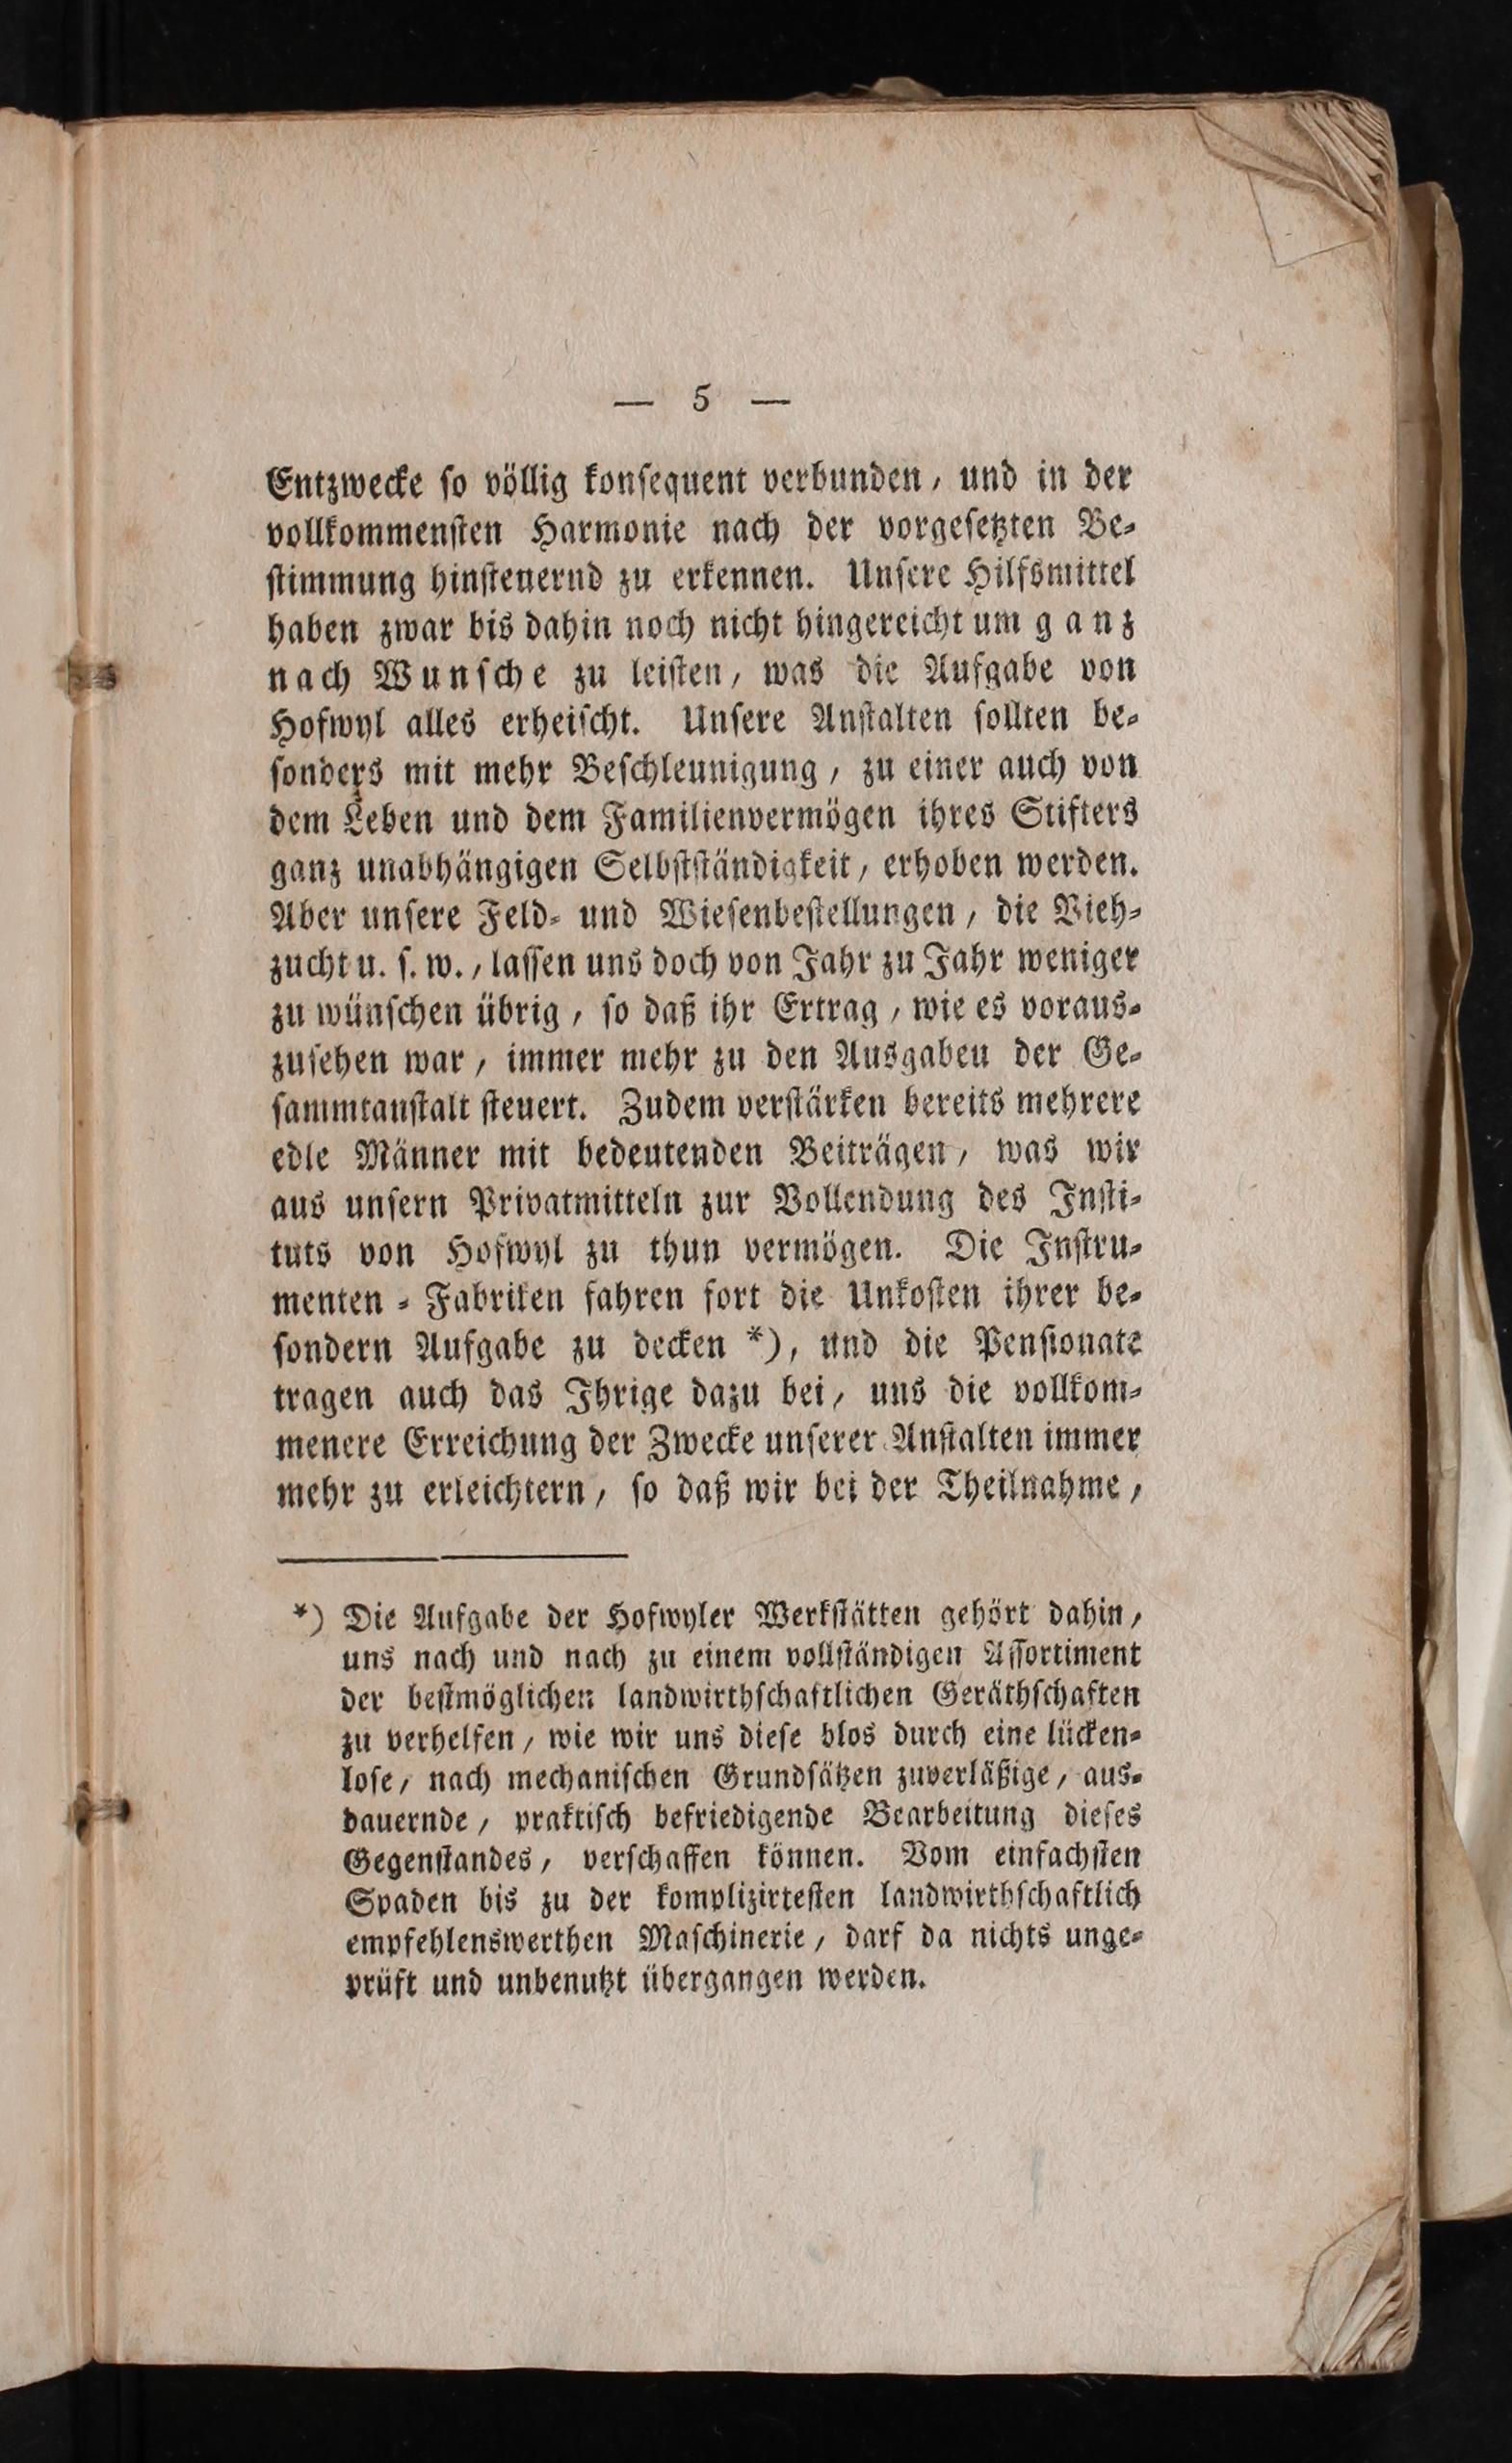 — 5 —
Entzwecke so völlig konsequent verbunden, und in der
vollkommensten Harmonie nach der vorgesetzten Be-
stimmung hinsteuernd zu erkennen. Unsere Hilfsmittel
haben zwar bis dahin noch nicht hingereicht um ganz
nach Wunsche zu leisten, was die Aufgabe von
Hofwyl alles erheischt. Unsere Anstalten sollten be-
sonders mit mehr Beschleunigung, zu einer auch von
dem Leben und dem Familienvermögen ihres Stifters
ganz unabhängigen Selbstständigkeit, erhoben werden.
Aber unsere Feld- und Wiesenbestellungen, die Vieh-
zucht u. s. w., lassen uns doch von Jahr zu Jahr weniger
zu wünschen übrig, so daß ihr Ertrag, wie es voraus-
zusehen war, immer mehr zu den Ausgaben der Ge-
sammtanstalt steuert. Zudem verstärken bereits mehrere
edle Männer mit bedeutenden Beiträgen, was wir
aus unsern Privatmitteln zur Vollendung des Insti-
tuts von Hofwyl zu thun vermögen. Die Instru-
menten-Fabriken fahren fort die Unkosten ihrer be-
sondern Aufgabe zu decken *), und die Pensionate
tragen auch das Ihrige dazu bei, uns die vollkom-
menere Erreichung der Zwecke unserer Anstalten immer
mehr zu erleichtern, so daß wir bei der Theilnahme,
*) Die Aufgabe der Hofwyler Werkstätten gehört dahin,
uns nach und nach zu einem vollständigen Assortiment
der bestmöglichen landwirthschaftlichen Geräthschaften
zu verhelfen, wie wir uns diese blos durch eine lücken-
lose, nach mechanischen Grundsätzen zuverläßige, aus-
dauernde, praktisch befriedigende Bearbeitung dieses
Gegenstandes, verschaffen können. Vom einfachsten
Spaden bis zu der komplizirtesten landwirthschaftlich
empfehlenswerthen Maschinerie, darf da nichts unge-
prüft und unbenutzt übergangen werden.